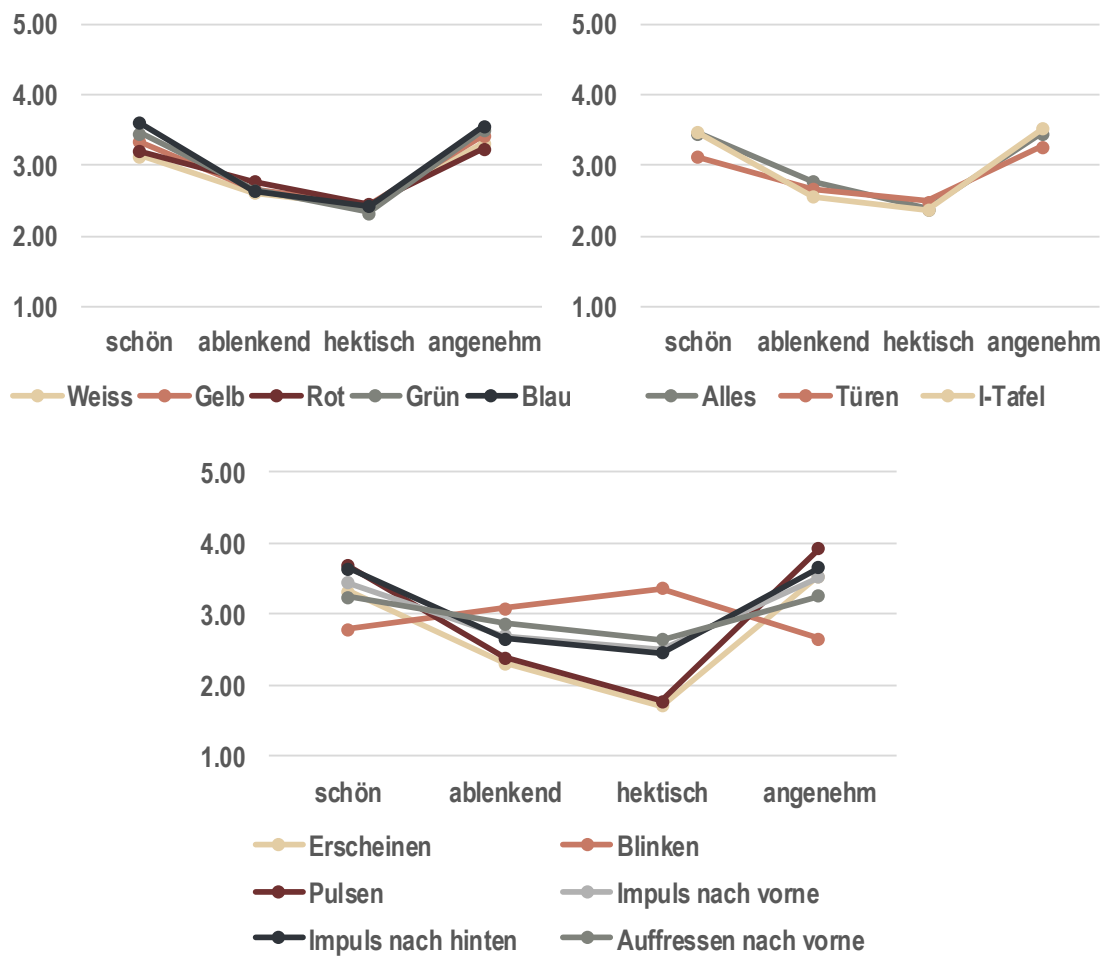 5.00
4.00
3.00
2.00
1.00
schön ablenkend hektisch angenehm
Weiss Gelb Rot Grün Blau
5.00
4.00
3.00
2.00
1.00
schön ablenkend hektisch angenehm
Alles Türen I-Tafel
5.00
4.00
3.00
2.00
1.00
schön ablenkend hektisch angenehm
Erscheinen Blinken
Pulsen Impuls nach vorne
Impuls nach hinten Auffressen nach vorne